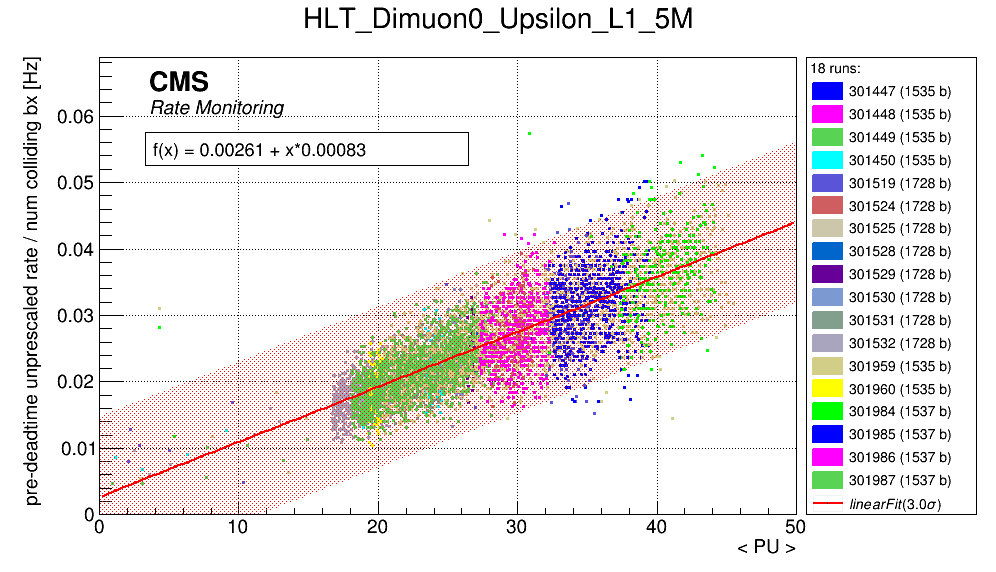 HLT_Dimuon0_Upsilon_L1_5M
pre-deadtime unprescaled rate / num colliding bx [Hz]
CMS
Rate Monitoring
f(x) = 0.00261 + x*0.00083
0.06
0.05
0.04
0.03
0.02
0.01
0
0 10 20 30 40 50
< PU >
18 runs:
301447 (1535 b)
301448 (1535 b)
301449 (1535 b)
301450 (1535 b)
301519 (1728 b)
301524 (1728 b)
301525 (1728 b)
301528 (1728 b)
301529 (1728 b)
301530 (1728 b)
301531 (1728 b)
301532 (1728 b)
301959 (1535 b)
301960 (1535 b)
301984 (1537 b)
301985 (1537 b)
301986 (1537 b)
301987 (1537 b)
linearFit(3.0σ)